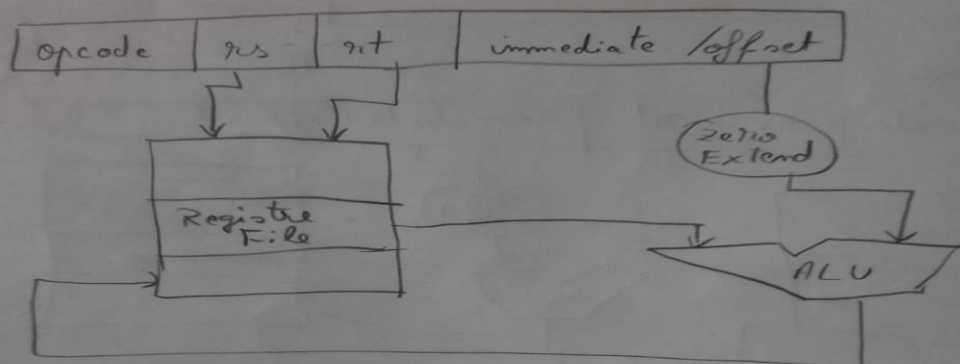 opcode rs rt immediate /offset
Zero
Extend
Registre
File
ALU